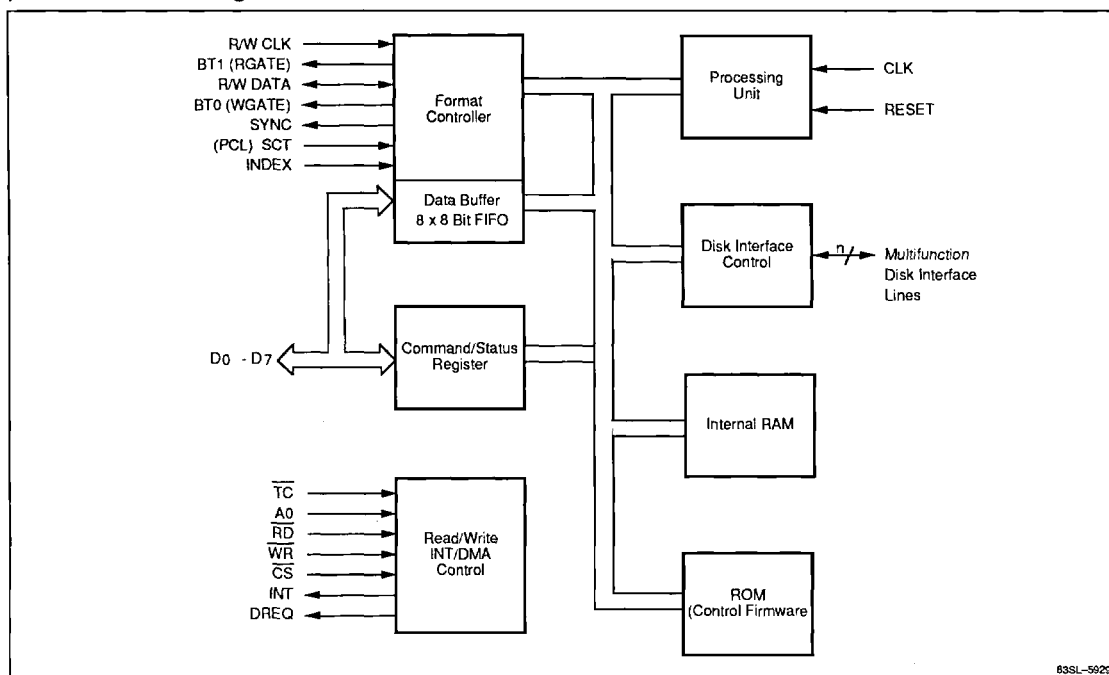 R/W CLK
BT1 (RGATE)
R/W DATA
BT0 (WGATE)
SYNC
(PCL) SCT
INDEX
Format
Controller
Data Buffer
8 x 8 Bit FIFO
Processing
Unit
CLK
RESET
Disk Interface
Control
n
Multifunction
Disk Interface
Lines
D0 - D7
Command/Status
Register
Internal RAM
TC
A0
RD
WR
CS
INT
DREQ
Read/Write
INT/DMA
Control
ROM
(Control Firmware
83SL-5929